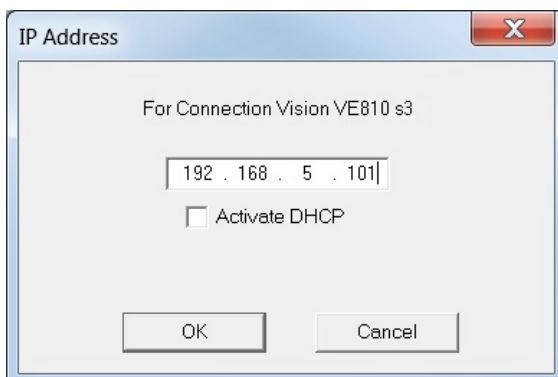 IP Address
For Connection Vision VE810 s3
192 . 168 . 5 . 101
Activate DHCP
OK Cancel